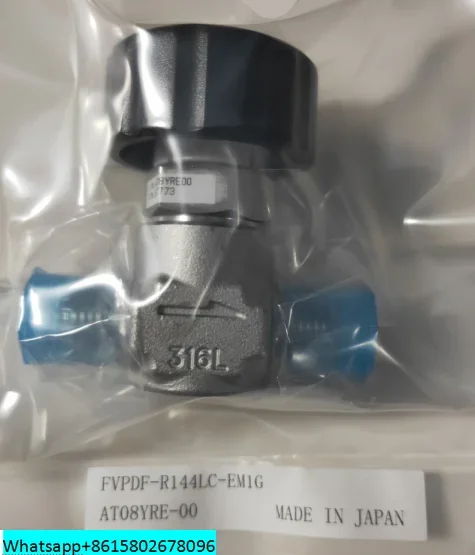 316L
FVPDF-R144LC-EM1G
AT08YRE-00 MADE IN JAPAN
Whatsapp+8615802678096